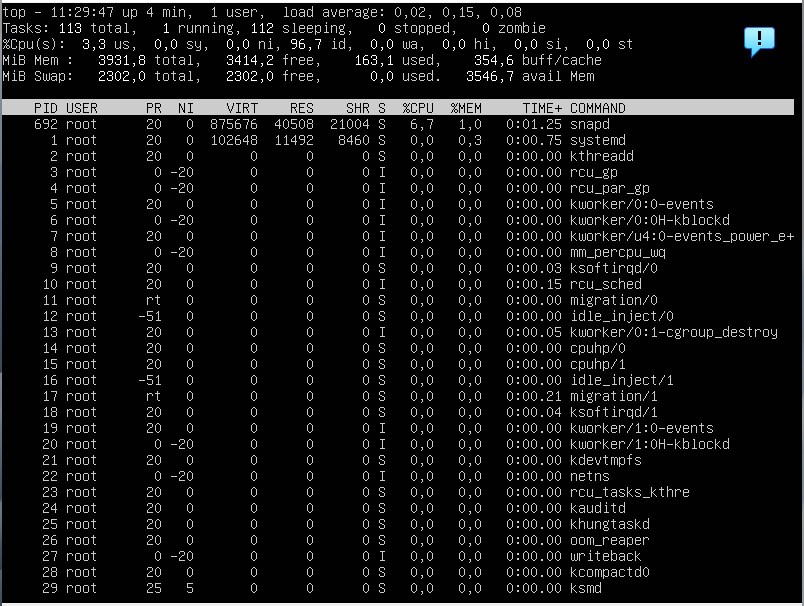 top - 11:29:47 up 4 min,  1 user,  load average: 0,02, 0,15, 0,08
Tasks: 113 total,   1 running, 112 sleeping,   0 stopped,   0 zombie
%Cpu(s):  3,3 us,  0,0 sy,  0,0 ni, 96,7 id,  0,0 wa,  0,0 hi,  0,0 si,  0,0 st
MiB Mem :   3931,8 total,   3414,2 free,    163,1 used,    354,6 buff/cache
MiB Swap:   2302,0 total,   2302,0 free,      0,0 used.   3546,7 avail Mem
PID USER PR NI VIRT RES SHR S %CPU %MEM TIME+ COMMAND
692 root 20 0 875676 40508 21004 S 6,7 1,0 0:01.25 snapd
1 root 20 0 102648 11492 8460 S 0,0 0,3 0:00.75 systemd
2 root 20 0 0 0 0 S 0,0 0,0 0:00.00 kthreadd
3 root 0 -20 0 0 0 I 0,0 0,0 0:00.00 rcu_gp
4 root 0 -20 0 0 0 I 0,0 0,0 0:00.00 rcu_par_gp
5 root 20 0 0 0 0 I 0,0 0,0 0:00.00 kworker/0:0-events
6 root 0 -20 0 0 0 I 0,0 0,0 0:00.00 kworker/0:0H-kblockd
7 root 20 0 0 0 0 I 0,0 0,0 0:00.00 kworker/u4:0-events_power_e+
8 root 0 -20 0 0 0 I 0,0 0,0 0:00.00 mm_percpu_wq
9 root 20 0 0 0 0 S 0,0 0,0 0:00.03 ksoftirqd/0
10 root 20 0 0 0 0 I 0,0 0,0 0:00.15 rcu_sched
11 root rt 0 0 0 0 S 0,0 0,0 0:00.00 migration/0
12 root -51 0 0 0 0 S 0,0 0,0 0:00.00 idle_inject/0
13 root 20 0 0 0 0 I 0,0 0,0 0:00.05 kworker/0:1-cgroup_destroy
14 root 20 0 0 0 0 S 0,0 0,0 0:00.00 cpuhp/0
15 root 20 0 0 0 0 S 0,0 0,0 0:00.00 cpuhp/1
16 root -51 0 0 0 0 S 0,0 0,0 0:00.00 idle_inject/1
17 root rt 0 0 0 0 S 0,0 0,0 0:00.21 migration/1
18 root 20 0 0 0 0 S 0,0 0,0 0:00.04 ksoftirqd/1
19 root 20 0 0 0 0 I 0,0 0,0 0:00.00 kworker/1:0-events
20 root 0 -20 0 0 0 I 0,0 0,0 0:00.00 kworker/1:0H-kblockd
21 root 20 0 0 0 0 S 0,0 0,0 0:00.00 kdevtmpfs
22 root 0 -20 0 0 0 I 0,0 0,0 0:00.00 netns
23 root 20 0 0 0 0 S 0,0 0,0 0:00.00 rcu_tasks_kthre
24 root 20 0 0 0 0 S 0,0 0,0 0:00.00 kauditd
25 root 20 0 0 0 0 S 0,0 0,0 0:00.00 khungtaskd
26 root 20 0 0 0 0 S 0,0 0,0 0:00.00 oom_reaper
27 root 0 -20 0 0 0 I 0,0 0,0 0:00.00 writeback
28 root 20 0 0 0 0 S 0,0 0,0 0:00.00 kcompactd0
29 root 25 5 0 0 0 S 0,0 0,0 0:00.00 ksmd